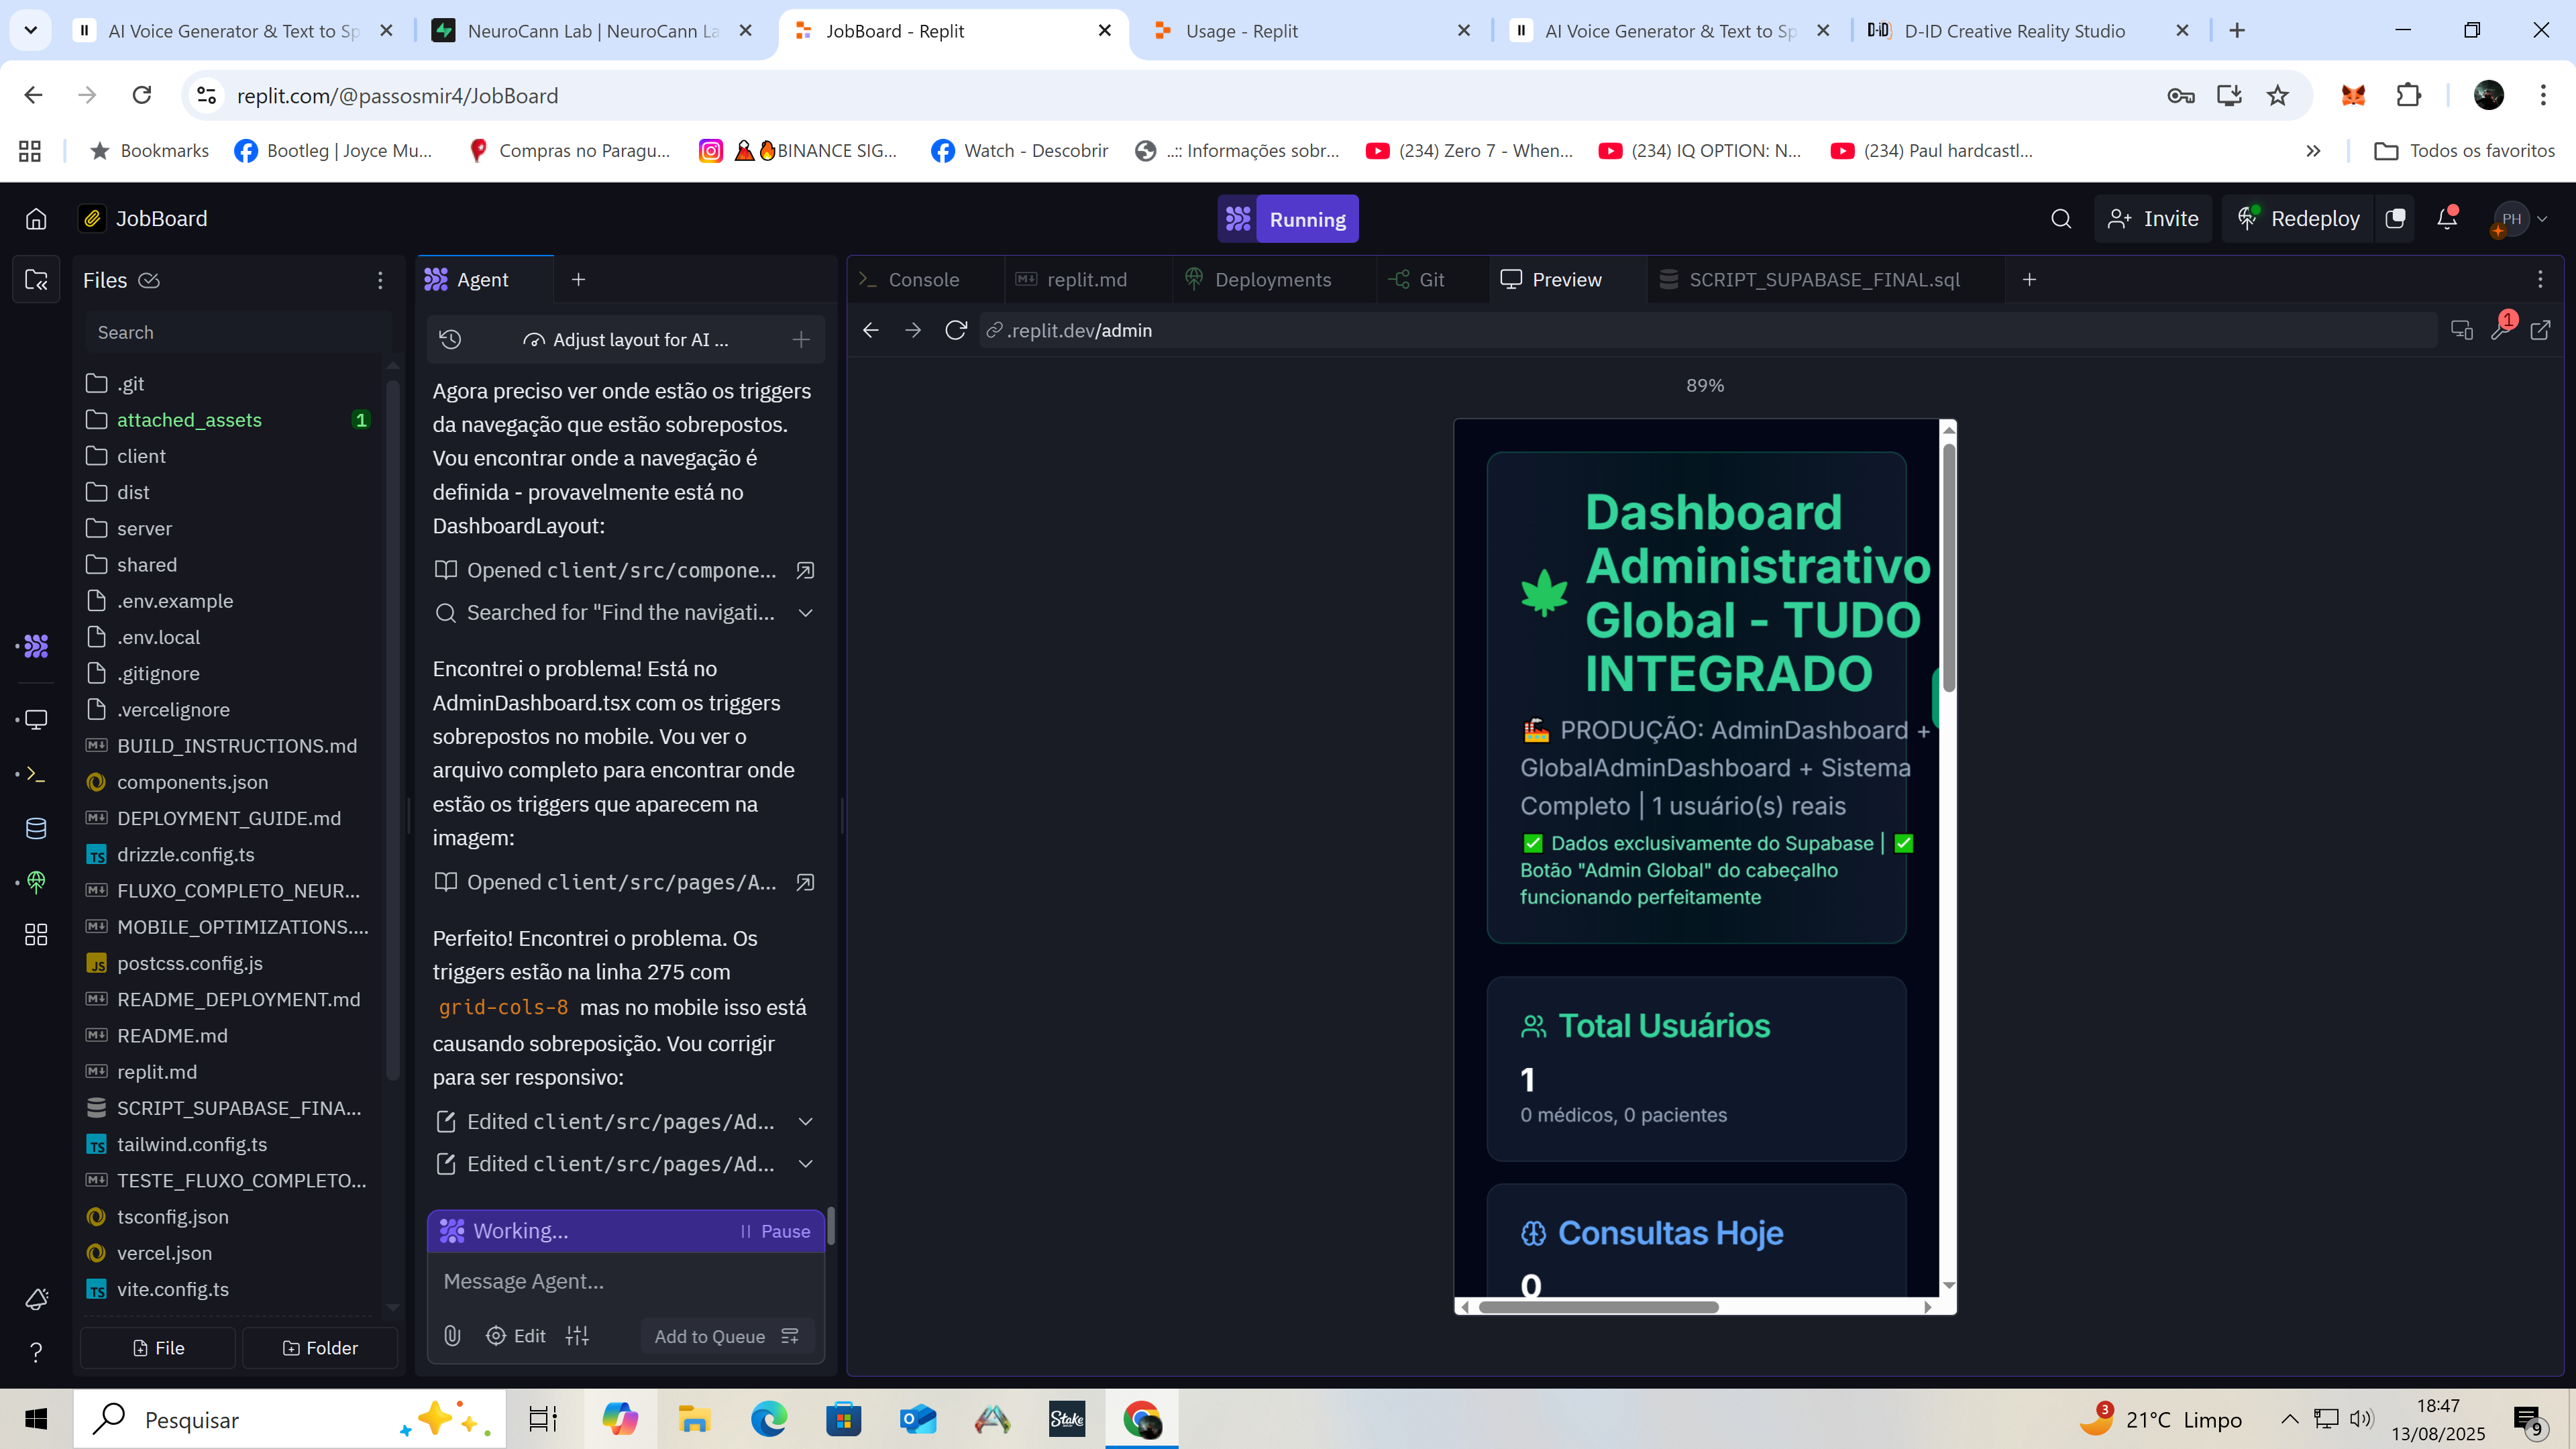 AI Voice Generator & Text to Sp
NeuroCann Lab | NeuroCann La
JobBoard - Replit
Usage - Replit
AI Voice Generator & Text to Sp
D-ID Creative Reality Studio
replit.com/@passosmir4/JobBoard
Bookmarks
Bootleg | Joyce Mu...
Compras no Paragu...
BINANCE SIG...
Watch - Descobrir
..:: Informações sobr...
(234) Zero 7 - When...
(234) IQ OPTION: N...
(234) Paul hardcastl...
Todos os favoritos
JobBoard
Running
Invite
Redeploy
PH
Files
Search
.git
attached_assets
1
client
dist
server
shared
.env.example
.env.local
.gitignore
.vercelignore
BUILD_INSTRUCTIONS.md
components.json
DEPLOYMENT_GUIDE.md
drizzle.config.ts
FLUXO_COMPLETO_NEUR...
MOBILE_OPTIMIZATIONS....
postcss.config.js
README_DEPLOYMENT.md
README.md
replit.md
SCRIPT_SUPABASE_FINA...
tailwind.config.ts
TESTE_FLUXO_COMPLETO...
tsconfig.json
vercel.json
vite.config.ts
File
Folder
Agent
Adjust layout for AI ...
Agora preciso ver onde estão os triggers
da navegação que estão sobrepostos.
Vou encontrar onde a navegação é
definida - provavelmente está no
DashboardLayout:
Opened client/src/compone...
Searched for "Find the navigati...
Encontrei o problema! Está no
AdminDashboard.tsx com os triggers
sobrepostos no mobile. Vou ver o
arquivo completo para encontrar onde
estão os triggers que aparecem na
imagem:
Opened client/src/pages/A...
Perfeito! Encontrei o problema. Os
triggers estão na linha 275 com
grid-cols-8 mas no mobile isso está
causando sobreposição. Vou corrigir
para ser responsivo:
Edited client/src/pages/Ad...
Edited client/src/pages/Ad...
Working...
Pause
Message Agent...
Edit
Add to Queue
Console
replit.md
Deployments
Git
Preview
SCRIPT_SUPABASE_FINAL.sql
.replit.dev/admin
1
89%
Dashboard
Administrativo
Global - TUDO
INTEGRADO
PRODUÇÃO: AdminDashboard +
GlobalAdminDashboard + Sistema
Completo | 1 usuário(s) reais
Dados exclusivamente do Supabase |
Botão "Admin Global" do cabeçalho
funcionando perfeitamente
Total Usuários
1
0 médicos, 0 pacientes
Consultas Hoje
0
Pesquisar
Stake
3
21°C Limpo
18:47
13/08/2025
9